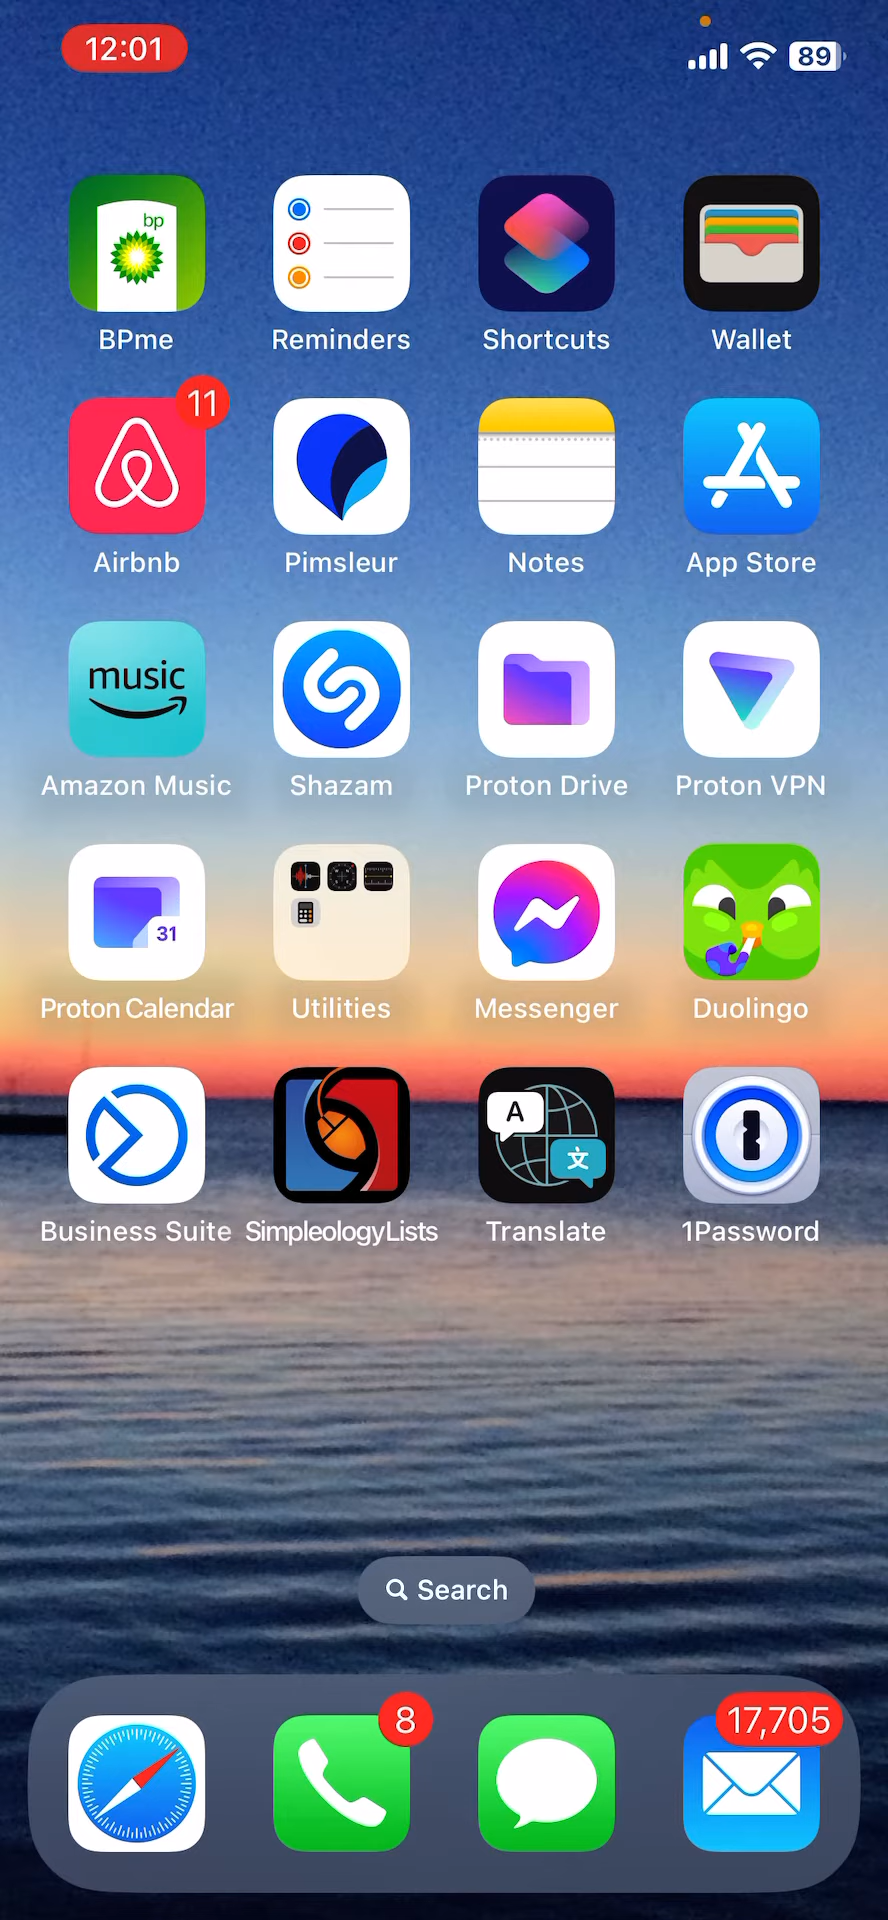 12:01
89
bp
BPme
Reminders
Shortcuts
Wallet
11
Airbnb
Pimsleur
Notes
App Store
music
Amazon Music
Shazam
Proton Drive
Proton VPN
31
Proton Calendar
Utilities
Messenger
Duolingo
A
文
Business Suite
SimpleologyLists
Translate
1Password
Search
8
17,705